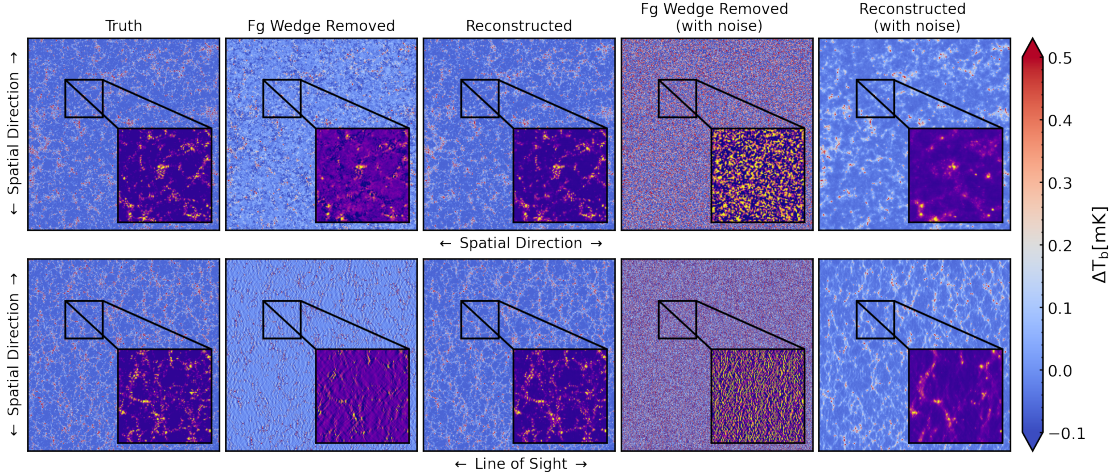 Truth
Fg Wedge Removed
Reconstructed
Fg Wedge Removed
(with noise)
Reconstructed
(with noise)
← Spatial Direction →
← Spatial Direction →
← Spatial Direction →
← Line of Sight →
0.5
0.4
0.3
0.2
0.1
0.0
−0.1
ΔT_b[mK]